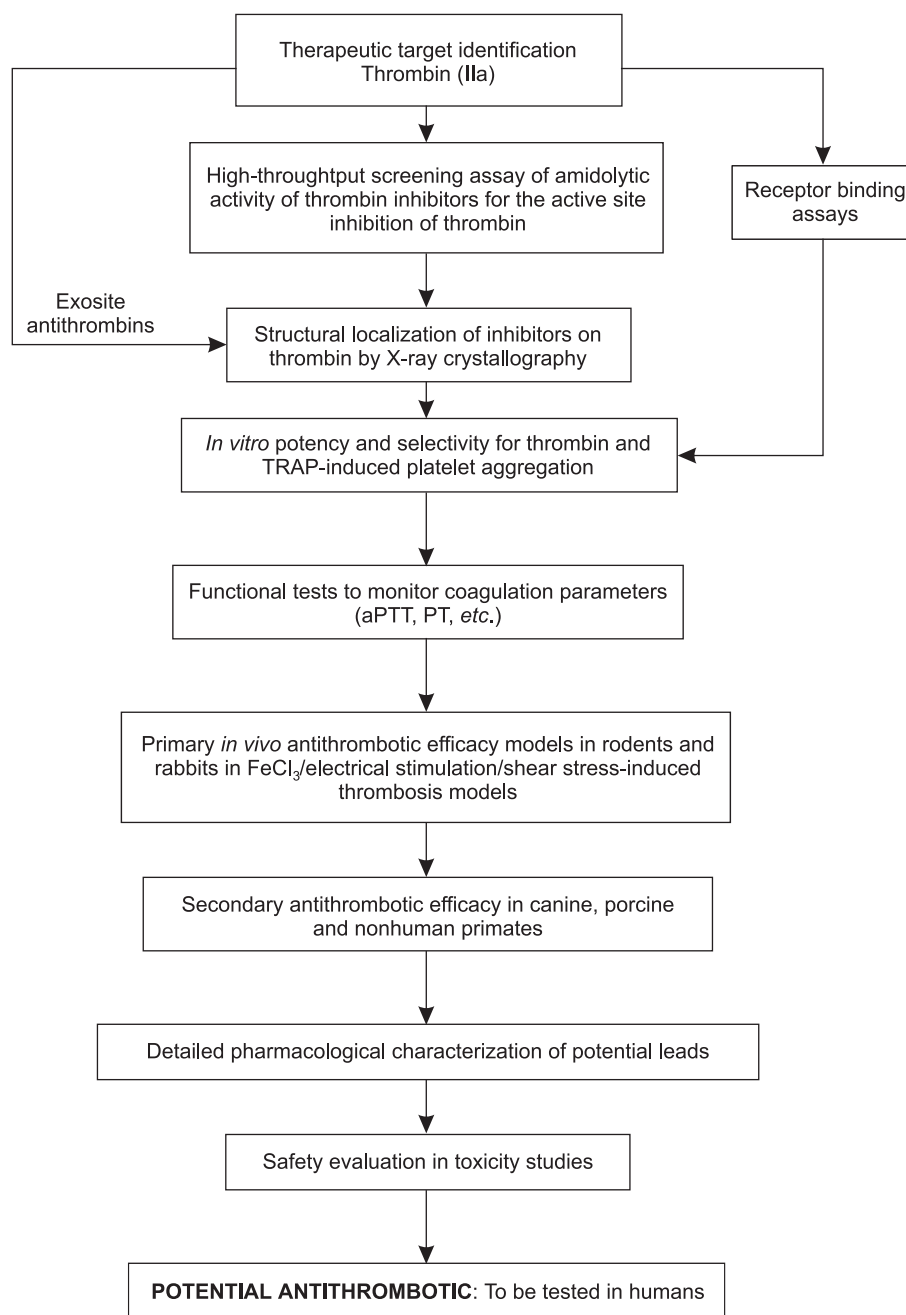 Therapeutic target identification
Thrombin (IIa)
High-throughtput screening assay of amidolytic
activity of thrombin inhibitors for the active site
inhibition of thrombin
Receptor binding
assays
Exosite
antithrombins
Structural localization of inhibitors on
thrombin by X-ray crystallography
In vitro potency and selectivity for thrombin and
TRAP-induced platelet aggregation
Functional tests to monitor coagulation parameters
(aPTT, PT, etc.)
Primary in vivo antithrombotic efficacy models in rodents and
rabbits in FeCl₃/electrical stimulation/shear stress-induced
thrombosis models
Secondary antithrombotic efficacy in canine, porcine
and nonhuman primates
Detailed pharmacological characterization of potential leads
Safety evaluation in toxicity studies
POTENTIAL ANTITHROMBOTIC: To be tested in humans